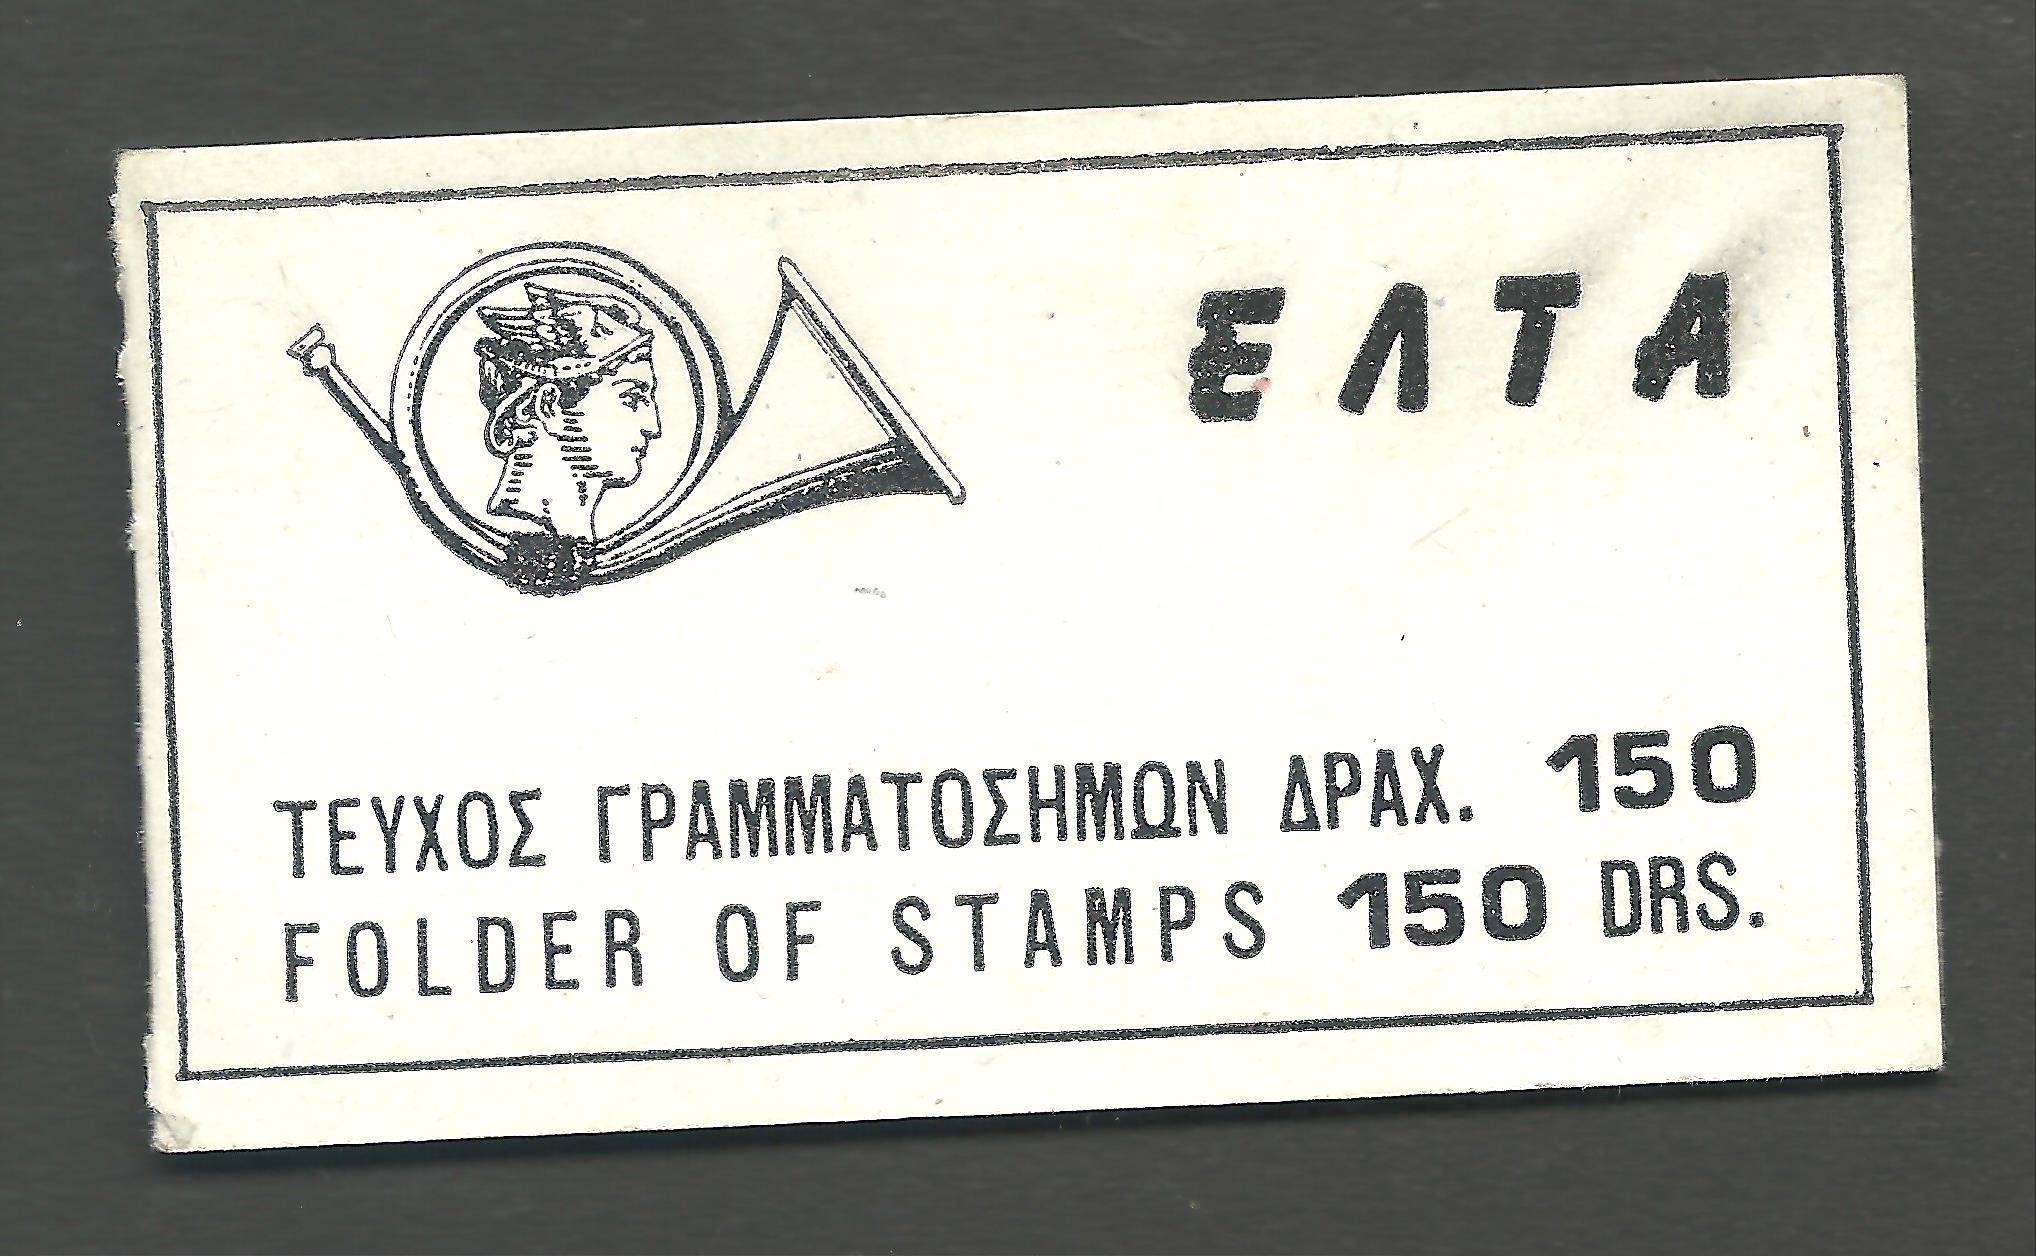 ΕΛΤΑ
ΤΕΥΧΟΣ ΓΡΑΜΜΑΤΟΣΗΜΩΝ ΔΡΑΧ. 150
FOLDER OF STAMPS 150 DRS.